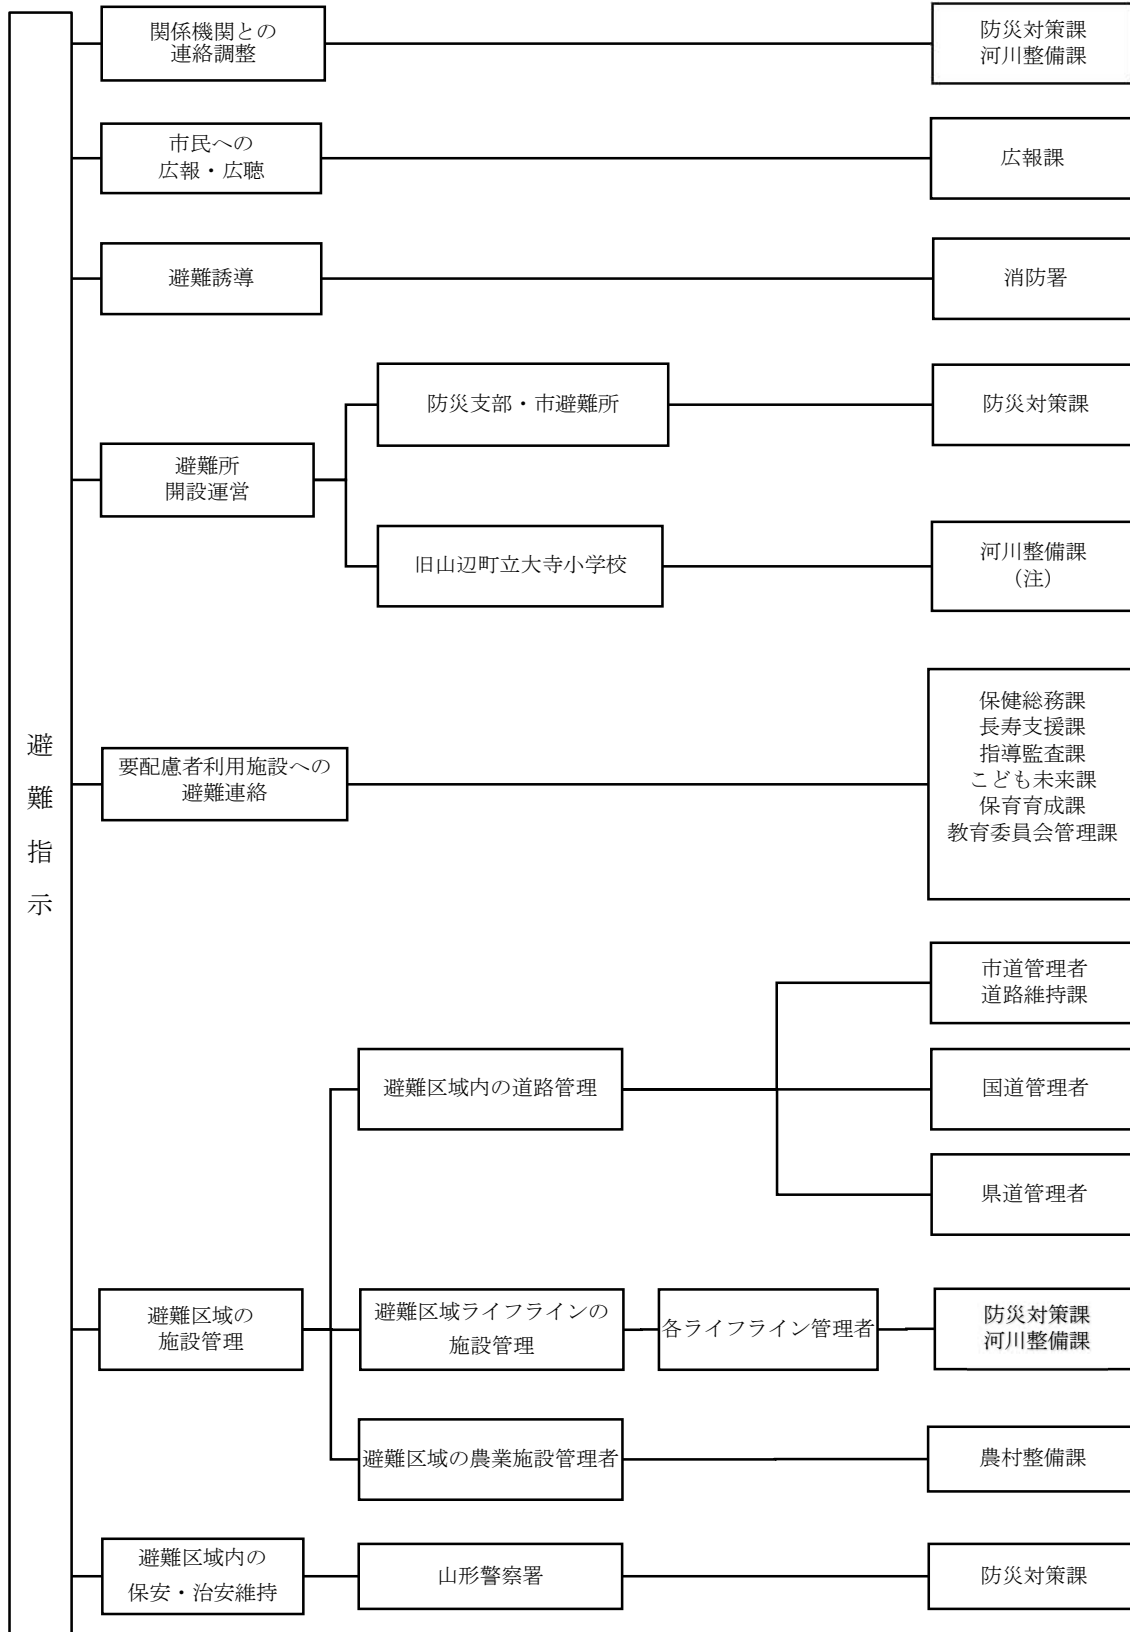 避難指示
関係機関との
連絡調整
防災対策課
河川整備課
市民への
広報・広聴
広報課
避難誘導
消防署
避難所
開設運営
防災支部・市避難所
防災対策課
旧山辺町立大寺小学校
河川整備課
（注）
要配慮者利用施設への
避難連絡
保健総務課
長寿支援課
指導監査課
こども未来課
保育育成課
教育委員会管理課
避難区域の
施設管理
避難区域内の道路管理
市道管理者
道路維持課
国道管理者
県道管理者
避難区域ライフラインの
施設管理
各ライフライン管理者
防災対策課
河川整備課
避難区域の農業施設管理者
農村整備課
避難区域内の
保安・治安維持
山形警察署
防災対策課